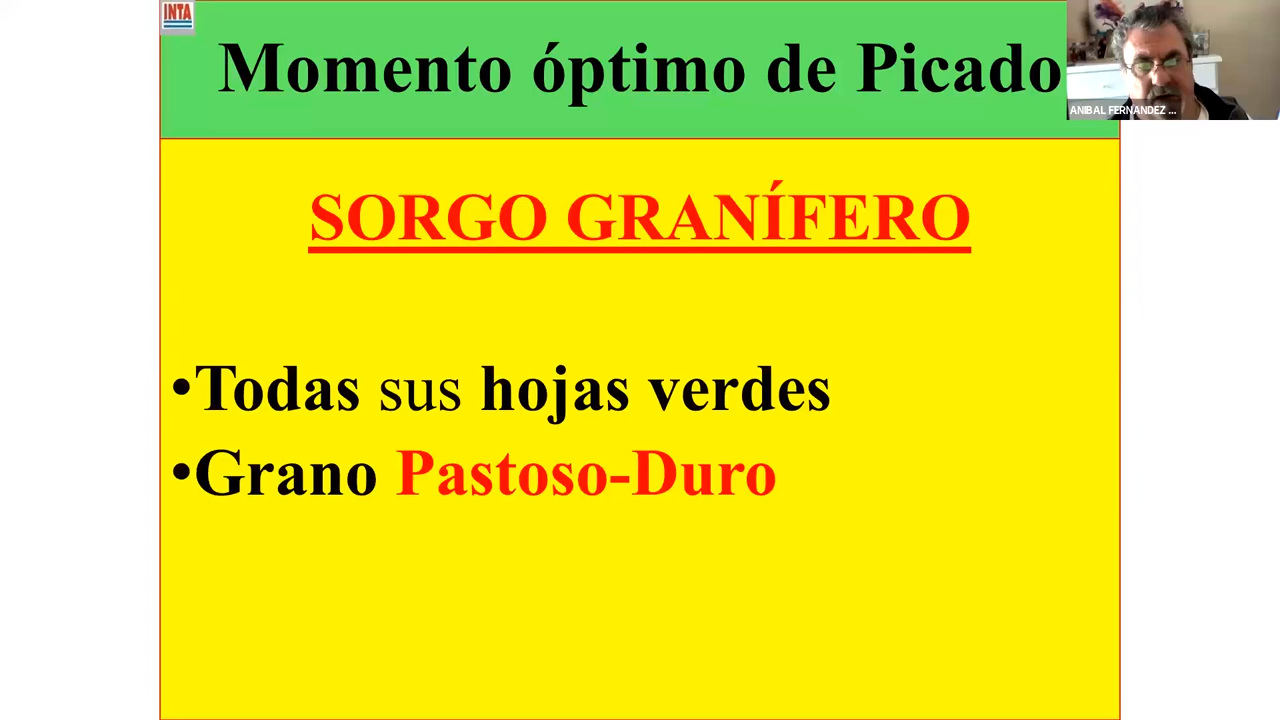 INTA
Momento óptimo de Picado
ANIBAL FERNANDEZ ...
SORGO GRANÍFERO
•Todas sus hojas verdes
•Grano Pastoso-Duro